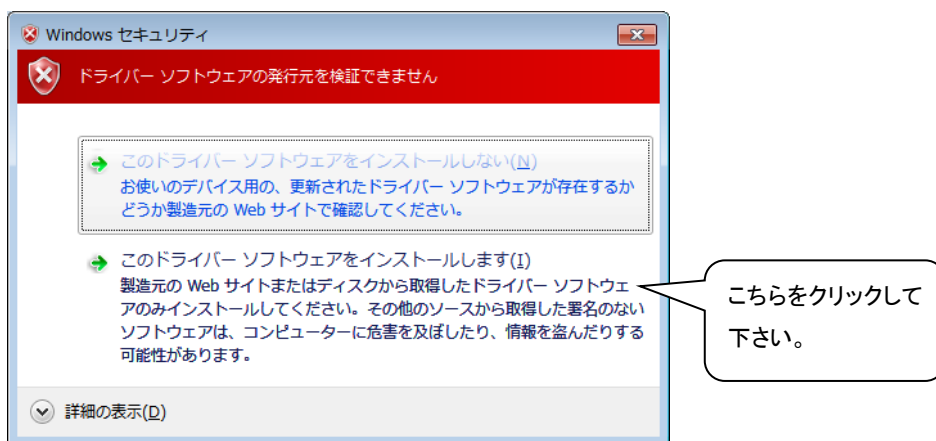 Windows セキュリティ
ドライバー ソフトウェアの発行元を検証できません
このドライバー ソフトウェアをインストールしない(N)
お使いのデバイス用の、更新されたドライバー ソフトウェアが存在するか
どうか製造元の Web サイトで確認してください。
このドライバー ソフトウェアをインストールします(I)
製造元の Web サイトまたはディスクから取得したドライバー ソフトウェ
アのみインストールしてください。その他のソースから取得した署名のない
ソフトウェアは、コンピューターに危害を及ぼしたり、情報を盗んだりする
可能性があります。
こちらをクリックして
下さい。
詳細の表示(D)